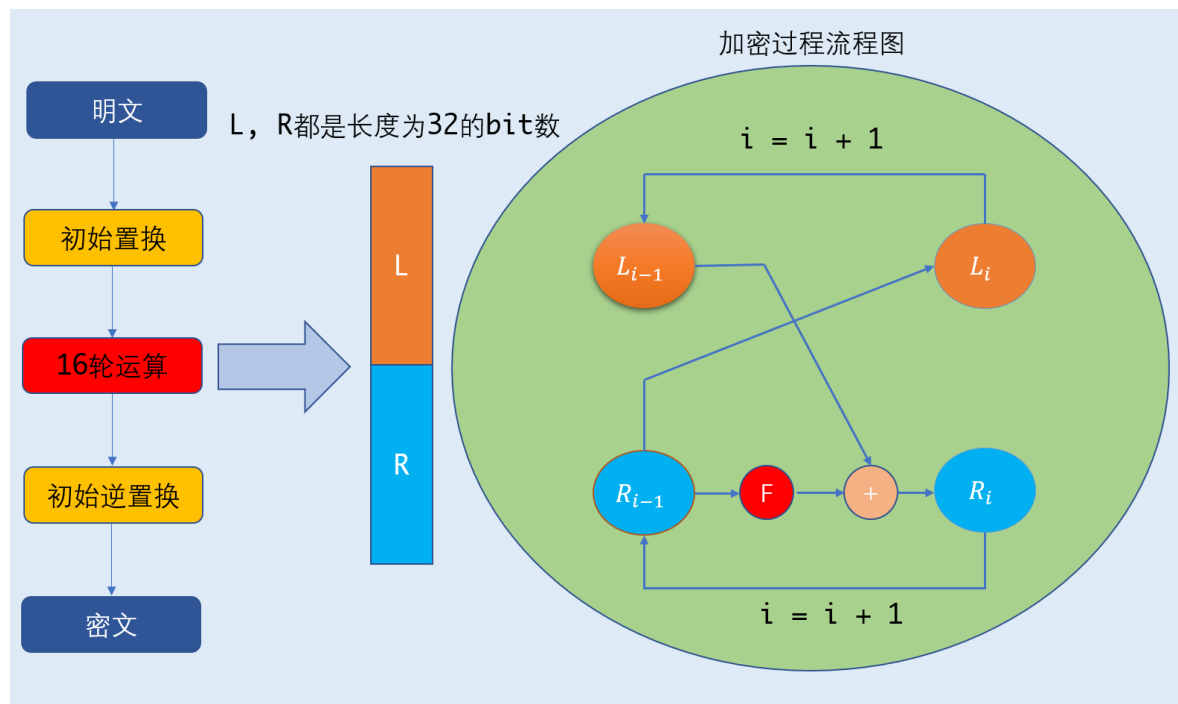 加密过程流程图
明文
L, R都是长度为32的bit数
i = i + 1
初始置换
L
L_{i-1}
L_i
16轮运算
R
初始逆置换
R_{i-1}
F
+
R_i
i = i + 1
密文